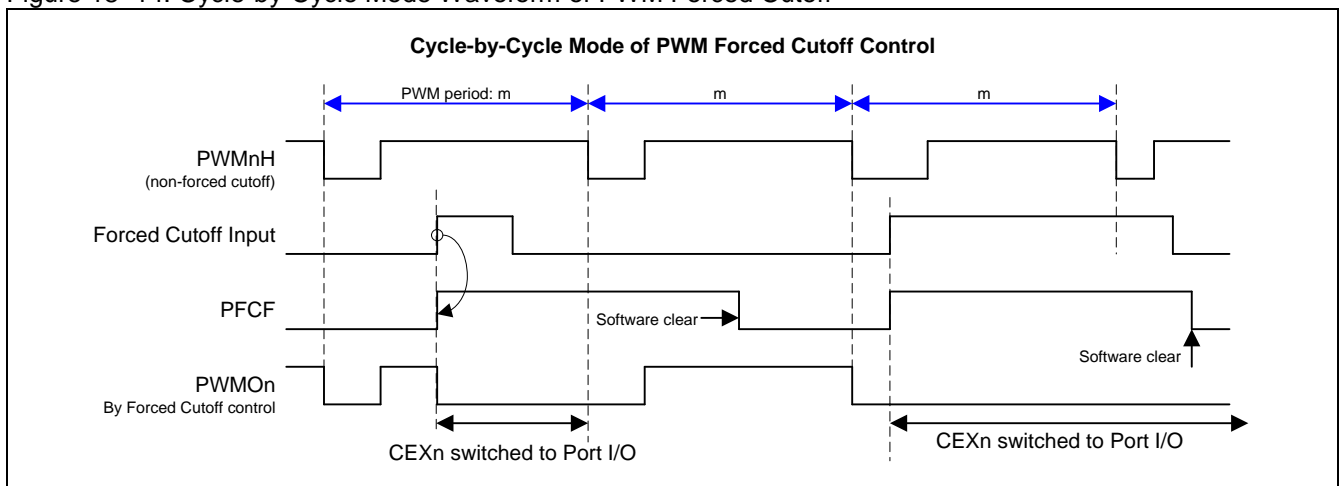 Figure Cycle-by-Cycle Mode Waveform of PWM Forced Cutoff
Cycle-by-Cycle Mode of PWM Forced Cutoff Control
PWM period: m
m
m
PWMnH
(non-forced cutoff)
Forced Cutoff Input
PFCF
Software clear
Software clear
PWMOn
By Forced Cutoff control
CEXn switched to Port I/O
CEXn switched to Port I/O